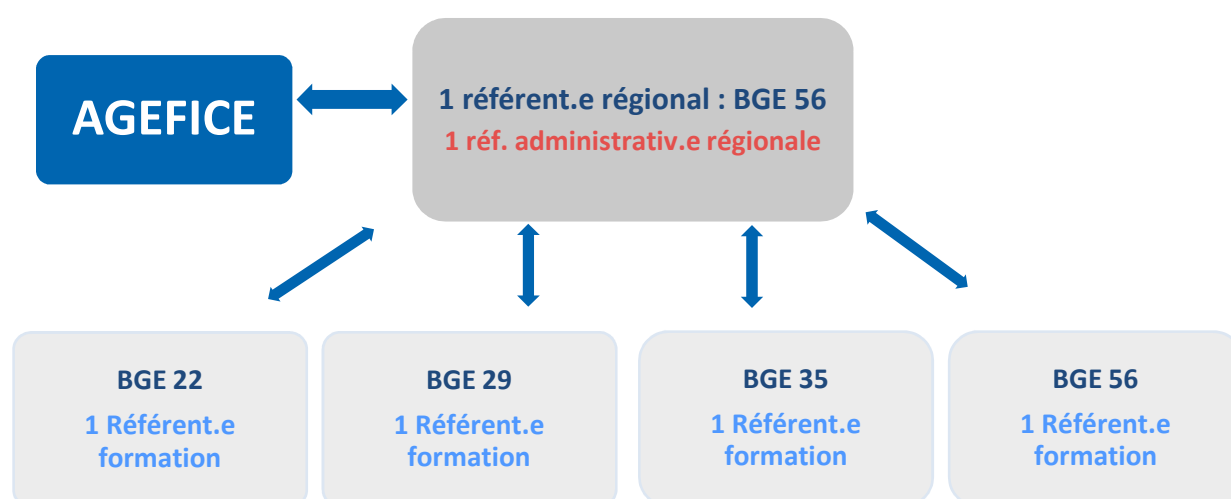 AGEFICE
1 référent.e régional : BGE 56
1 réf. administrativ.e régionale
BGE 22
1 Référent.e
formation
BGE 29
1 Référent.e
formation
BGE 35
1 Référent.e
formation
BGE 56
1 Référent.e
formation